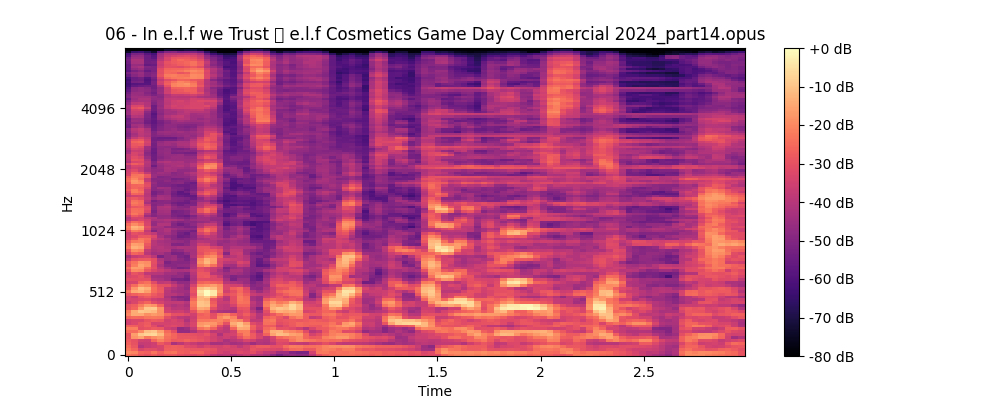 06 - In e.l.f we Trust ▯ e.l.f Cosmetics Game Day Commercial 2024_part14.opus
+0 dB
4096
-10 dB
-20 dB
2048
-30 dB
Hz
-40 dB
1024
-50 dB
512
-60 dB
-70 dB
0
-80 dB
0
0.5
1
1.5
2
2.5
Time